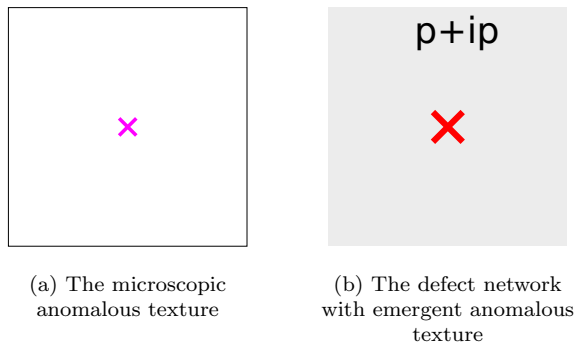 p+ip
(a) The microscopic
anomalous texture
(b) The defect network
with emergent anomalous
texture